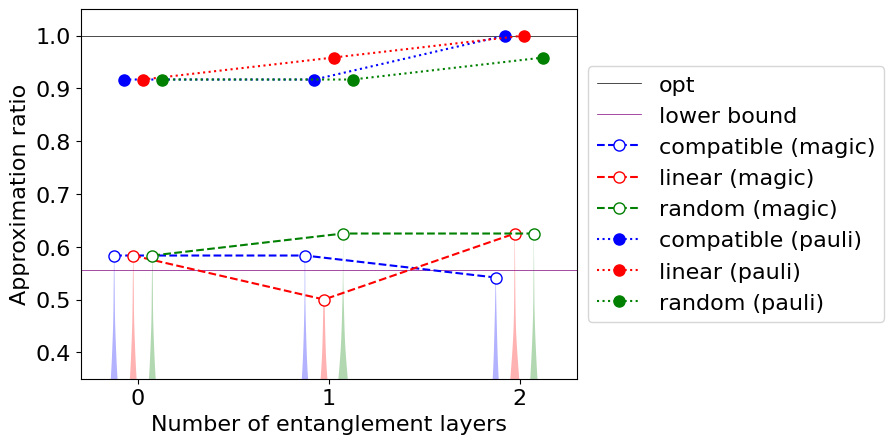 1.0
0.9
0.8
0.7
0.6
0.5
0.4
Approximation ratio
0 1 2
Number of entanglement layers
opt
lower bound
compatible (magic)
linear (magic)
random (magic)
compatible (pauli)
linear (pauli)
random (pauli)